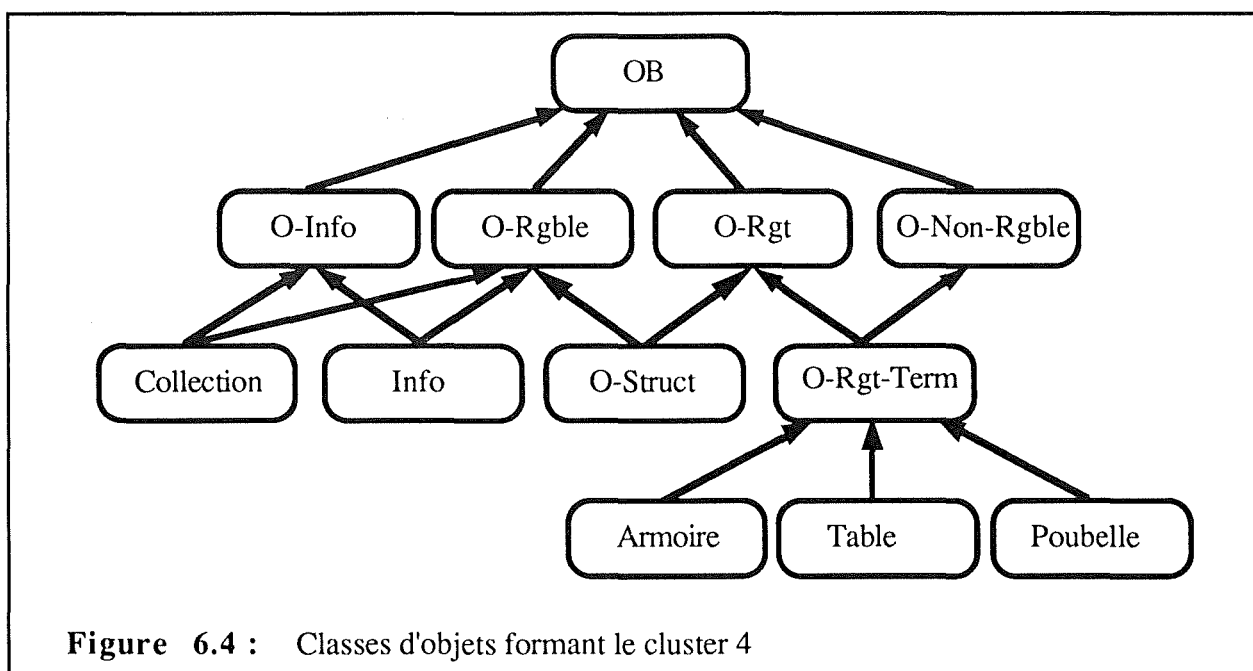 OB
O-Info
O-Rgble
O-Rgt
O-Non-Rgble
Collection
Info
O-Struct
O-Rgt-Term
Armoire
Table
Poubelle
Figure 6.4 : Classes d'objets formant le cluster 4